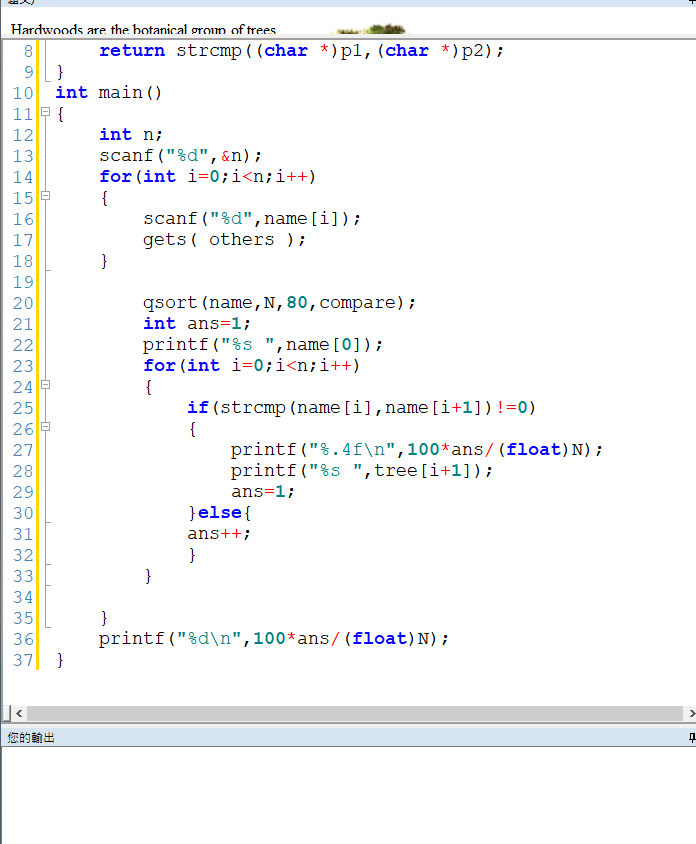 Hardwoods are the botanical group of trees
8 return strcmp((char *)p1,(char *)p2);
9 }
10 int main()
11 {
12 int n;
13 scanf("%d",&n);
14 for(int i=0;i<n;i++)
15 {
16 scanf("%d",name[i]);
17 gets( others );
18 }
19
20 qsort(name,N,80,compare);
21 int ans=1;
22 printf("%s ",name[0]);
23 for(int i=0;i<n;i++)
24 {
25 if(strcmp(name[i],name[i+1])!=0)
26 {
27 printf("%.4f\n",100*ans/(float)N);
28 printf("%s ",tree[i+1]);
29 ans=1;
30 }else{
31 ans++;
32 }
33 }
34
35 }
36 printf("%d\n",100*ans/(float)N);
37 }
您的輸出